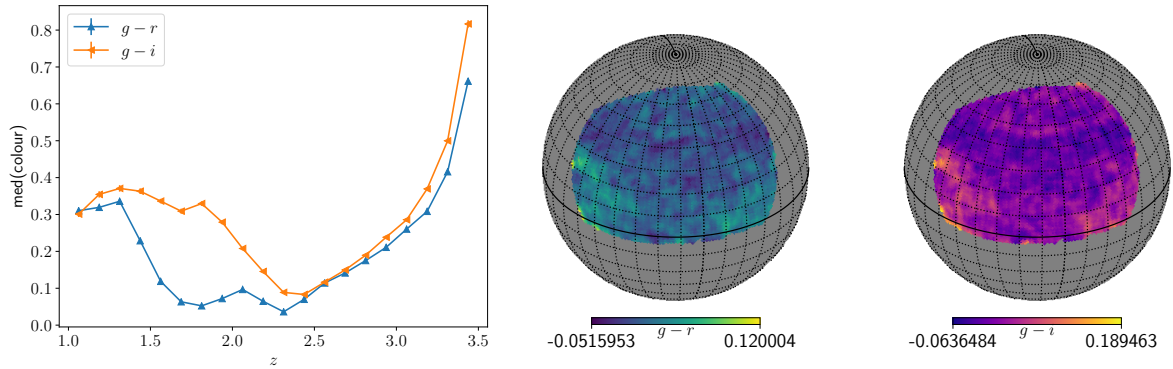 med(colour)
0.8
0.7
0.6
0.5
0.4
0.3
0.2
0.1
0.0
g − r
g − i
1.0 1.5 2.0 2.5 3.0 3.5
z
-0.0515953 g − r 0.120004
-0.0636484 g − i 0.189463